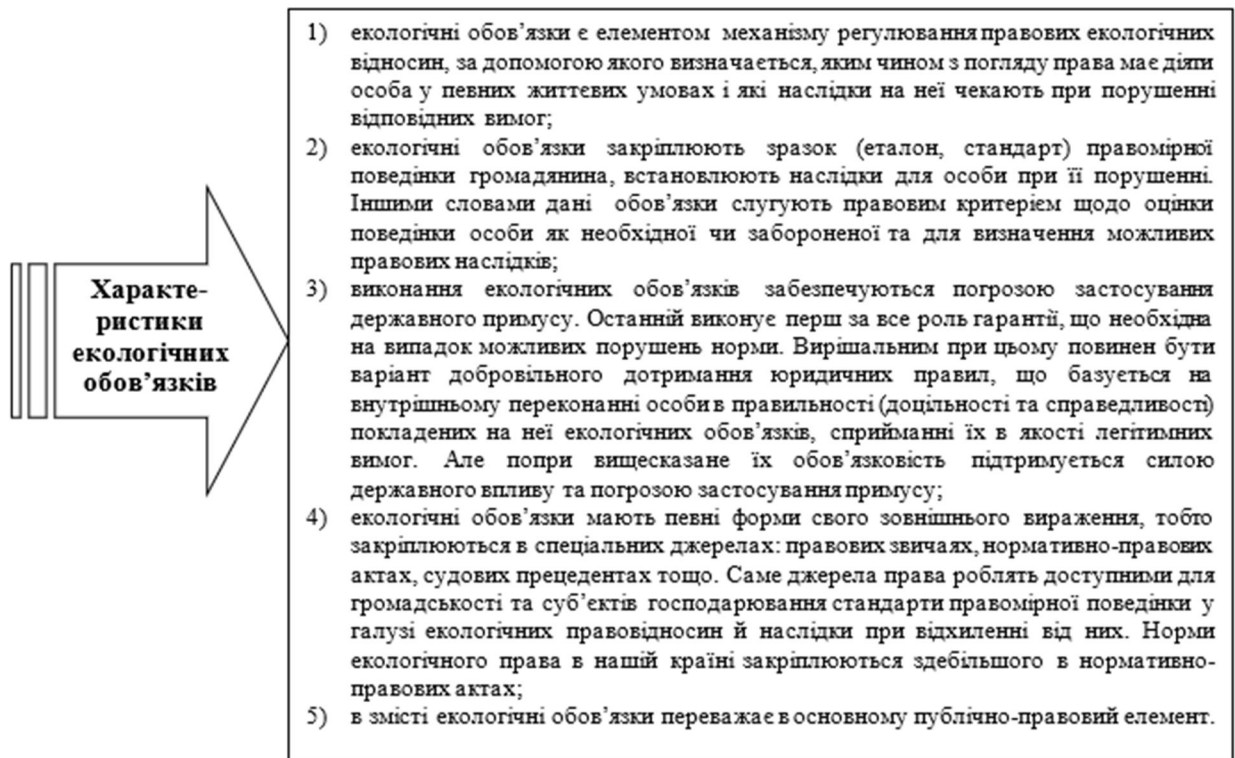 Характе-
ристики
екологічних
обов’язків
1) екологічні обов’язки є елементом механізму регулювання правових екологічних
відносин, за допомогою якого визначається, яким чином з погляду права має діяти
особа у певних життєвих умовах і які наслідки на неї чекають при порушенні
відповідних вимог;
2) екологічні обов’язки закріплюють зразок (еталон, стандарт) правомірної
поведінки громадянина, встановлюють наслідки для особи при її порушенні.
Іншими словами дані обов’язки слугують правовим критерієм щодо оцінки
поведінки особи як необхідної чи забороненої та для визначення можливих
правових наслідків;
3) виконання екологічних обов’язків забезпечуються погрозою застосування
державного примусу. Останній виконує перш за все роль гарантії, що необхідна
на випадок можливих порушень норми. Вирішальним при цьому повинен бути
варіант добровільного дотримання юридичних правил, що базується на
внутрішньому переконанні особи в правильності (доцільності та справедливості)
покладених на неї екологічних обов’язків, сприйманні їх в якості легітимних
вимог. Але попри вищесказане їх обов’язковість підтримується силою
державного впливу та погрозою застосування примусу;
4) екологічні обов’язки мають певні форми свого зовнішнього вираження, тобто
закріплюються в спеціальних джерелах: правових звичаях, нормативно-правових
актах, судових прецедентах тощо. Саме джерела права роблять доступними для
громадськості та суб’єктів господарювання стандарти правомірної поведінки у
галузі екологічних правовідносин й наслідки при відхиленні від них. Норми
екологічного права в нашій країні закріплюються здебільшого в нормативно-
правових актах;
5) в змісті екологічні обов’язки переважає в основному публічно-правовий елемент.